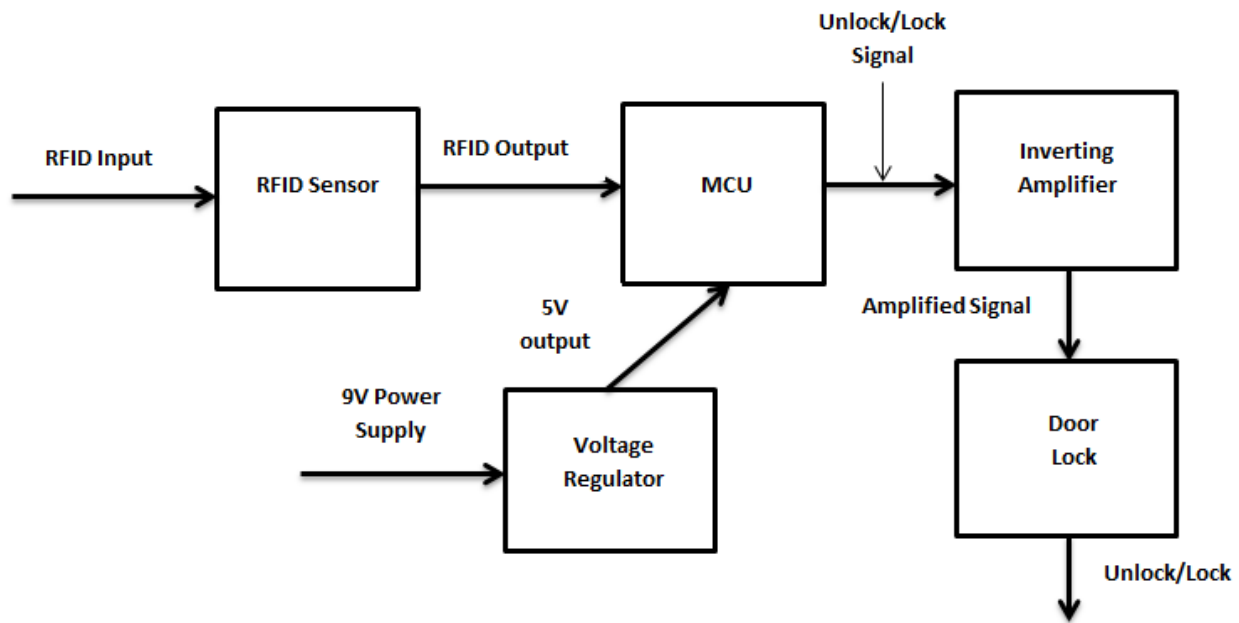 Unlock/Lock
Signal
RFID Input
RFID Sensor
RFID Output
MCU
Inverting
Amplifier
5V
output
Amplified Signal
9V Power
Supply
Voltage
Regulator
Door
Lock
Unlock/Lock